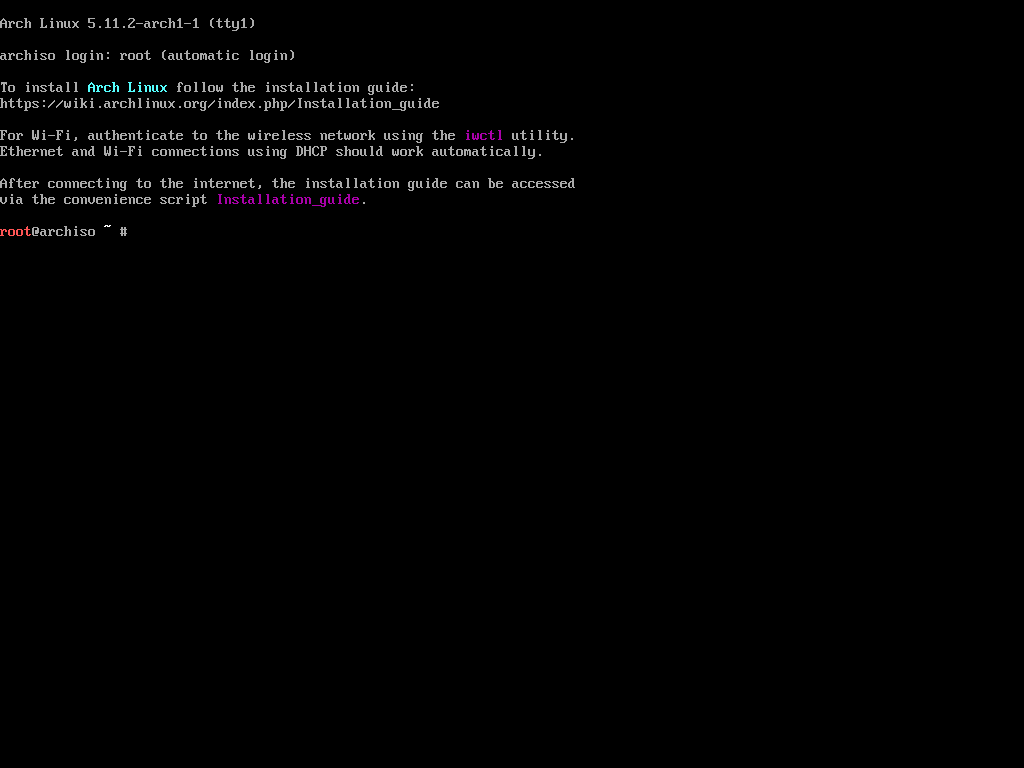 Arch Linux 5.11.2-arch1-1 (tty1)
archiso login: root (automatic login)
To install Arch Linux follow the installation guide:
https://wiki.archlinux.org/index.php/Installation_guide
For Wi-Fi, authenticate to the wireless network using the iwctl utility.
Ethernet and Wi-Fi connections using DHCP should work automatically.
After connecting to the internet, the installation guide can be accessed
via the convenience script Installation_guide.
root@archiso ~ #